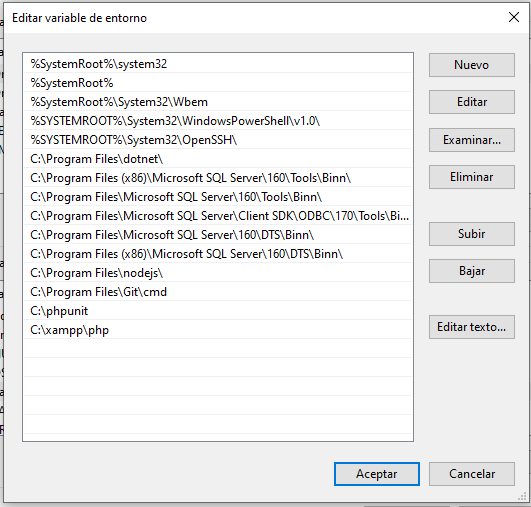 Editar variable de entorno
%SystemRoot%\system32
%SystemRoot%
%SystemRoot%\System32\Wbem
%SYSTEMROOT%\System32\WindowsPowerShell\v1.0\
%SYSTEMROOT%\System32\OpenSSH\
C:\Program Files\dotnet\
C:\Program Files (x86)\Microsoft SQL Server\160\Tools\Binn\
C:\Program Files\Microsoft SQL Server\160\Tools\Binn\
C:\Program Files\Microsoft SQL Server\Client SDK\ODBC\170\Tools\Bi...
C:\Program Files\Microsoft SQL Server\160\DTS\Binn\
C:\Program Files (x86)\Microsoft SQL Server\160\DTS\Binn\
C:\Program Files\nodejs\
C:\Program Files\Git\cmd
C:\phpunit
C:\xampp\php
Nuevo
Editar
Examinar...
Eliminar
Subir
Bajar
Editar texto...
Aceptar
Cancelar